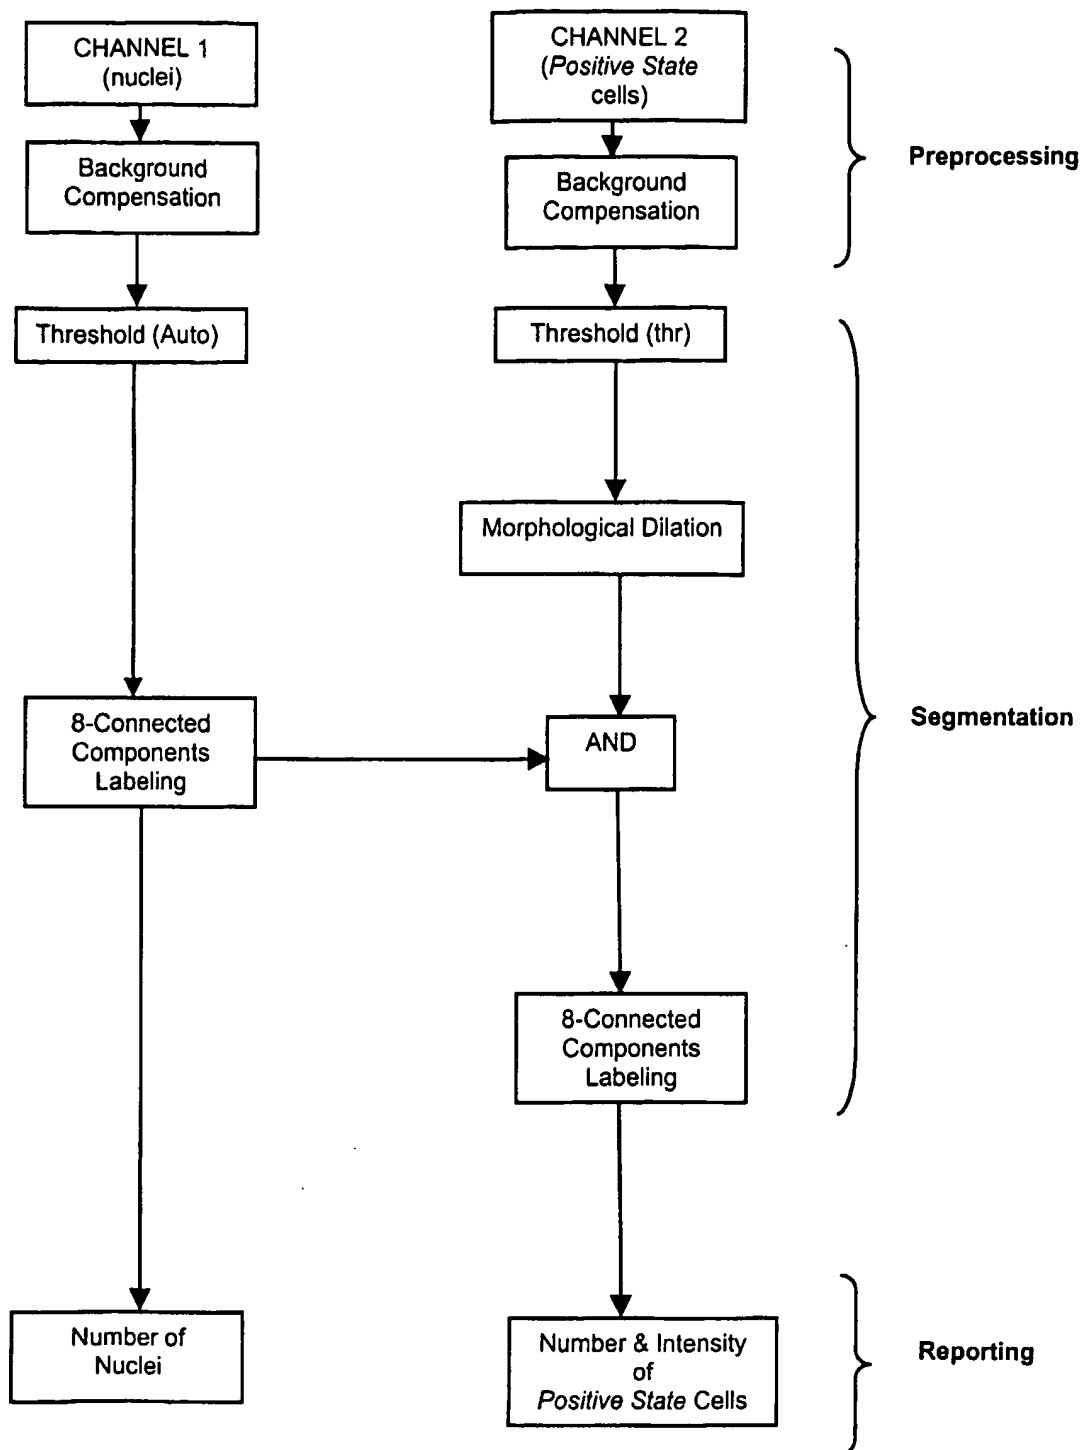 CHANNEL 1
(nuclei)
Background
Compensation
Threshold (Auto)
8-Connected
Components
Labeling
Number of
Nuclei
CHANNEL 2
(Positive State
cells)
Background
Compensation
Threshold (thr)
Morphological Dilation
AND
8-Connected
Components
Labeling
Number & Intensity
of
Positive State Cells
Preprocessing
Segmentation
Reporting